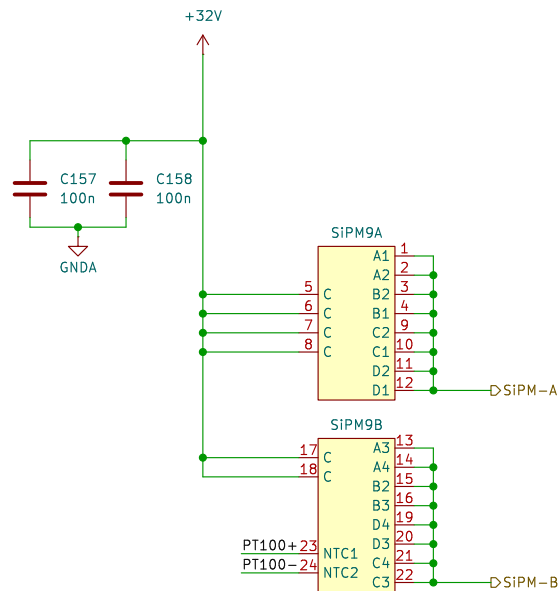 +32V
C157
100n
C158
100n
GNDA
SiPM9A
5 C
6 C
7 C
8 C
A1 1
A2 2
B2 3
B1 4
C2 9
C1 10
D2 11
D1 12
SiPM-A
SiPM9B
17 C
18 C
PT100+ 23 NTC1
PT100- 24 NTC2
A3 13
A4 14
B2 15
B3 16
D4 19
D3 20
C4 21
C3 22
SiPM-B